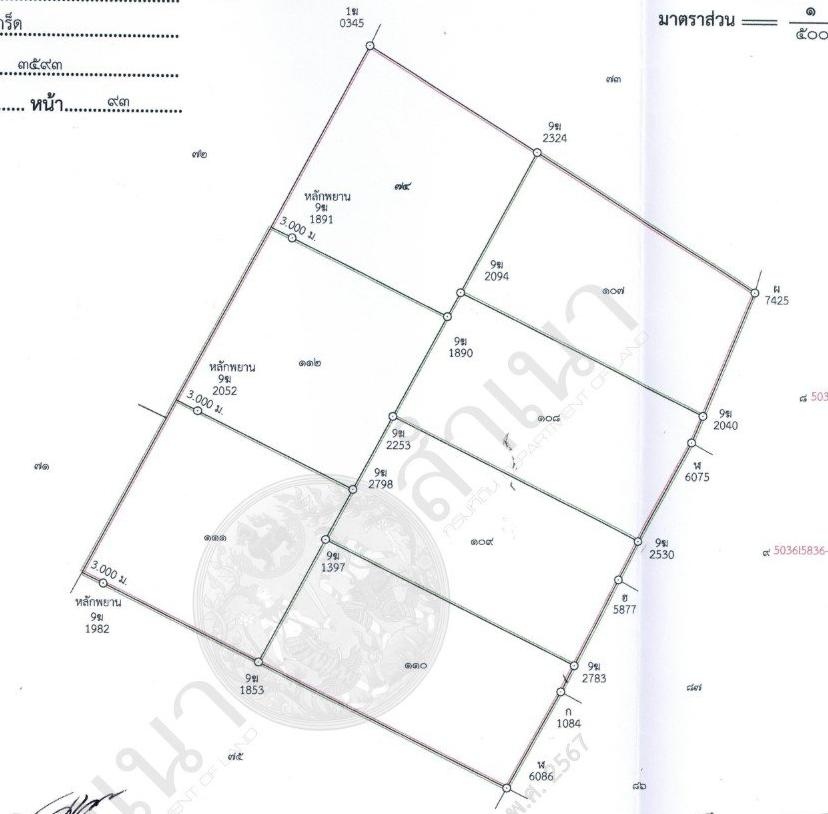 ร็ด
๓๕๙๓
หน้า ๙๓
มาตราส่วน ๑
๕๐๐
1ฆ
0345
๗๓
9ฆ
2324
๗๒
๗๔
หลักพยาน
9ฆ
1891
3.000 ม.
9ฆ
2094
๑๐๗
ผ
7425
9ฆ
1890
๑๑๒
หลักพยาน
9ฆ
2052
3.000 ม.
๘ 503
๑๐๘
9ฆ
2040
9ฆ
2253
ฬ
6075
๗๑
9ฆ
2798
๑๑๑
๑๐๙
9ฆ
2530
๙ 5036I5836-
9ฆ
1397
3.000 ม.
หลักพยาน
9ฆ
1982
ฮ
5877
๑๑๐
9ฆ
2783
9ฆ
1853
๘๗
ก
1084
๗๕
ฬ
6086
๘๖
สำเนา
กรมที่ดิน DEPARTMENT OF LAND
พ.ศ. 2567